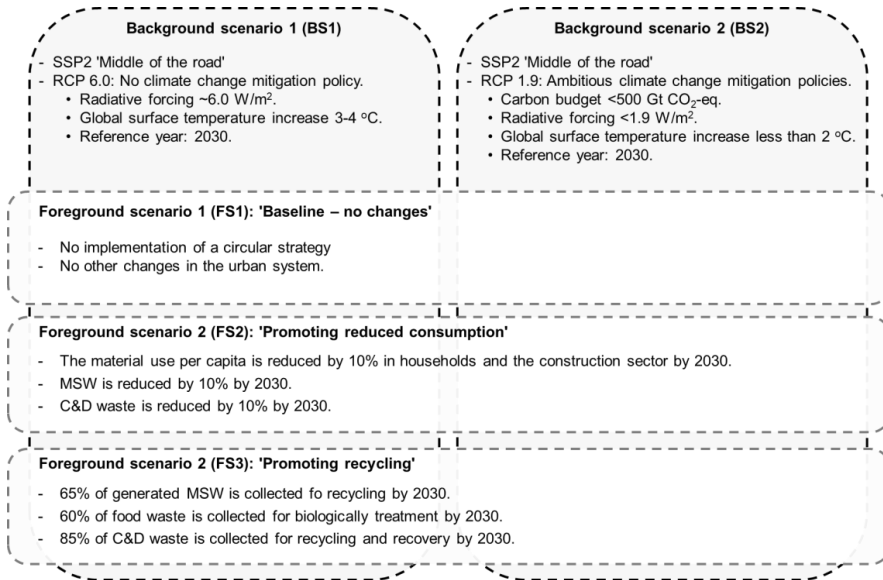 Background scenario 1 (BS1)
- SSP2 'Middle of the road'
- RCP 6.0: No climate change mitigation policy.
• Radiative forcing ~6.0 W/m².
• Global surface temperature increase 3-4 °C.
• Reference year: 2030.
Background scenario 2 (BS2)
- SSP2 'Middle of the road'
- RCP 1.9: Ambitious climate change mitigation policies.
• Carbon budget <500 Gt CO₂-eq.
• Radiative forcing <1.9 W/m².
• Global surface temperature increase less than 2 °C.
• Reference year: 2030.
Foreground scenario 1 (FS1): 'Baseline – no changes'
- No implementation of a circular strategy
- No other changes in the urban system.
Foreground scenario 2 (FS2): 'Promoting reduced consumption'
- The material use per capita is reduced by 10% in households and the construction sector by 2030.
- MSW is reduced by 10% by 2030.
- C&D waste is reduced by 10% by 2030.
Foreground scenario 2 (FS3): 'Promoting recycling'
- 65% of generated MSW is collected fo recycling by 2030.
- 60% of food waste is collected for biologically treatment by 2030.
- 85% of C&D waste is collected for recycling and recovery by 2030.